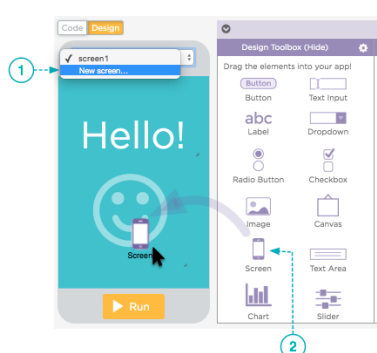 Code Design
✓ screen1
New screen...
1
Hello!
Screen
Run
Design Toolbox (Hide)
Drag the elements into your app!
Button
Button
Text Input
abc
Label
Dropdown
Radio Button
Checkbox
Image
Canvas
Screen
Text Area
Chart
Slider
2